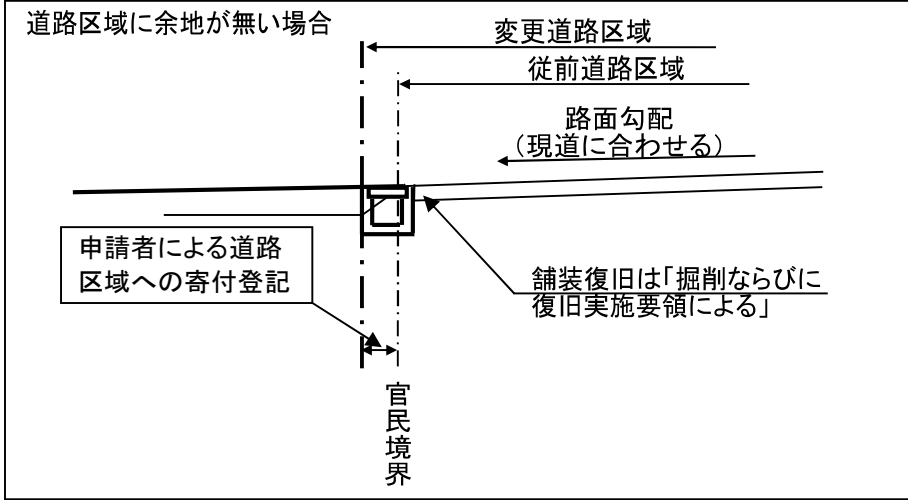 道路区域に余地が無い場合
変更道路区域
従前道路区域
路面勾配
（現道に合わせる）
申請者による道路
区域への寄付登記
舗装復旧は「掘削ならびに
復旧実施要領による」
官民境界